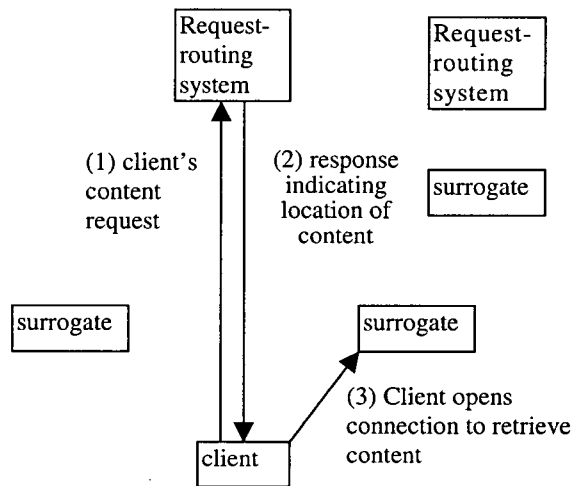 Request-
routing
system
Request-
routing
system
(1) client's
content
request
(2) response
indicating
location of
content
surrogate
surrogate
surrogate
(3) Client opens
connection to retrieve
content
client